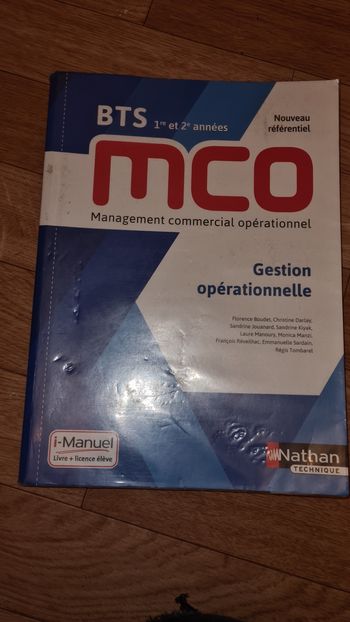 BTS 1re et 2e années
Nouveau
référentiel
mco
Management commercial opérationnel
Gestion
opérationnelle
Florence Boudet, Christine Darlay,
Sandrine Jouanard, Sandrine Kiyak,
Laure Manoury, Monica Manzi,
François Réveilhac, Emmanuelle Sardain,
Régis Tombarel
i-Manuel
Livre + licence élève
Nathan
TECHNIQUE